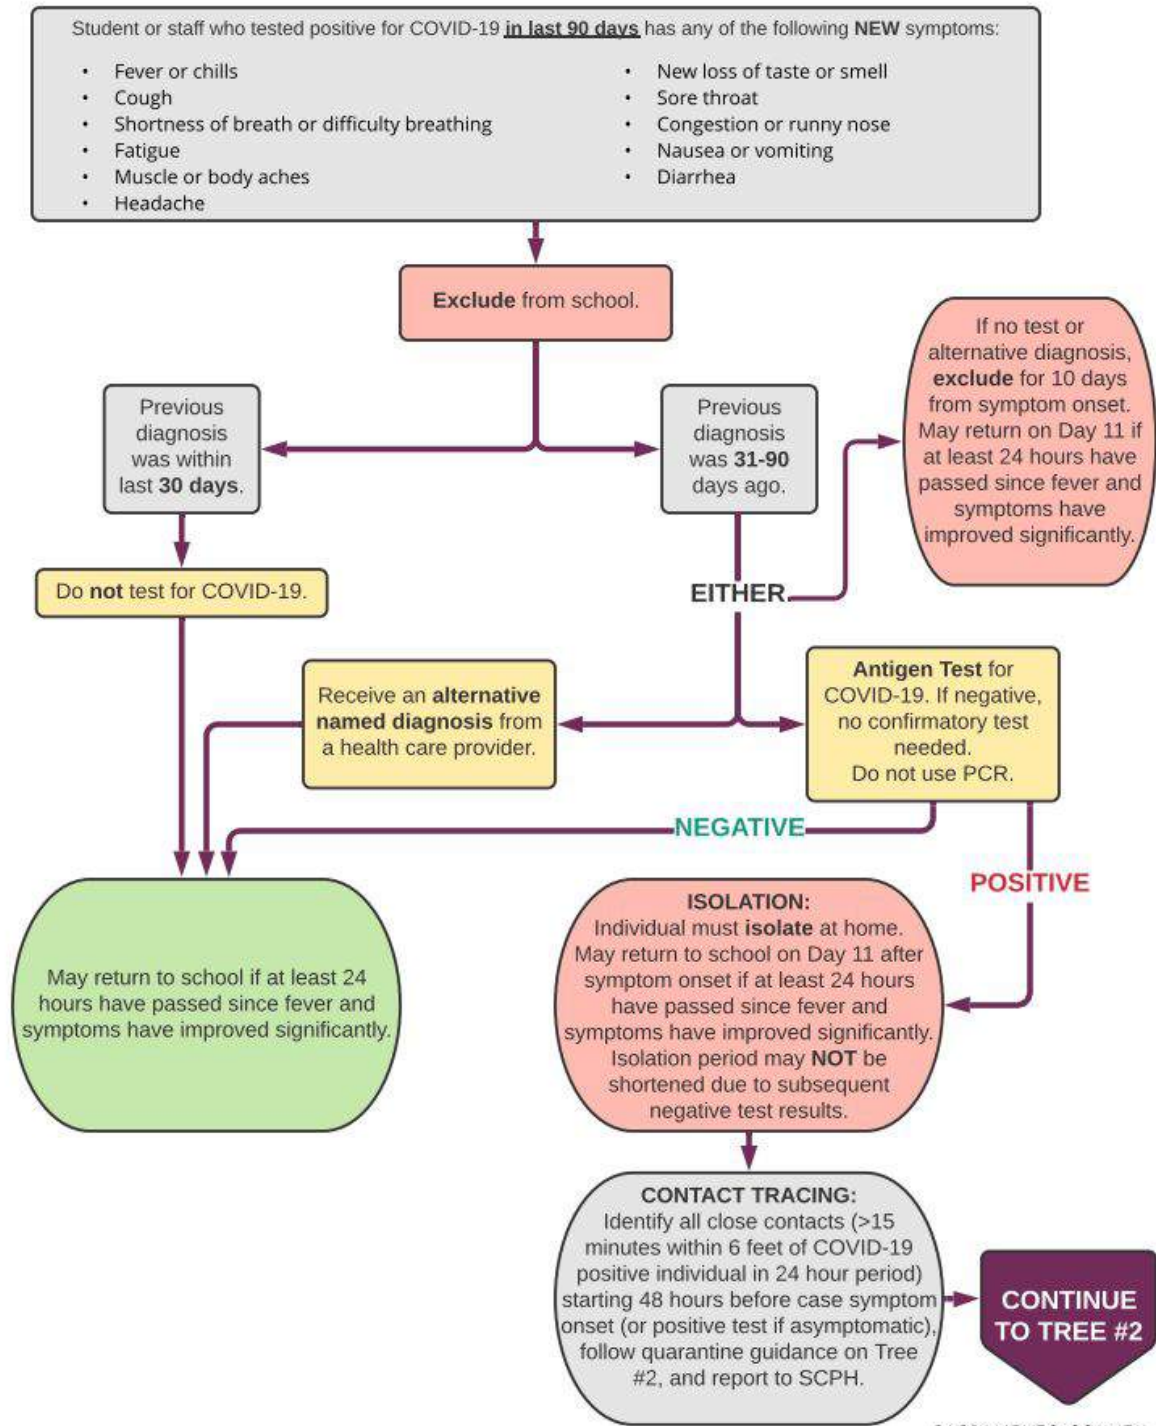 Student or staff who tested positive for COVID-19 in last 90 days has any of the following NEW symptoms:
• Fever or chills
• Cough
• Shortness of breath or difficulty breathing
• Fatigue
• Muscle or body aches
• Headache
• New loss of taste or smell
• Sore throat
• Congestion or runny nose
• Nausea or vomiting
• Diarrhea
Exclude from school.
Previous
diagnosis
was within
last 30 days.
Previous
diagnosis
was 31-90
days ago.
If no test or
alternative diagnosis,
exclude for 10 days
from symptom onset.
May return on Day 11 if
at least 24 hours have
passed since fever and
symptoms have
improved significantly.
Do not test for COVID-19.
EITHER
Receive an alternative
named diagnosis from
a health care provider.
Antigen Test for
COVID-19. If negative,
no confirmatory test
needed.
Do not use PCR.
NEGATIVE
POSITIVE
May return to school if at least 24
hours have passed since fever and
symptoms have improved significantly.
ISOLATION:
Individual must isolate at home.
May return to school on Day 11 after
symptom onset if at least 24 hours
have passed since fever and
symptoms have improved significantly.
Isolation period may NOT be
shortened due to subsequent
negative test results.
CONTACT TRACING:
Identify all close contacts (>15
minutes within 6 feet of COVID-19
positive individual in 24 hour period)
starting 48 hours before case symptom
onset (or positive test if asymptomatic),
follow quarantine guidance on Tree
#2, and report to SCPH.
CONTINUE
TO TREE #2